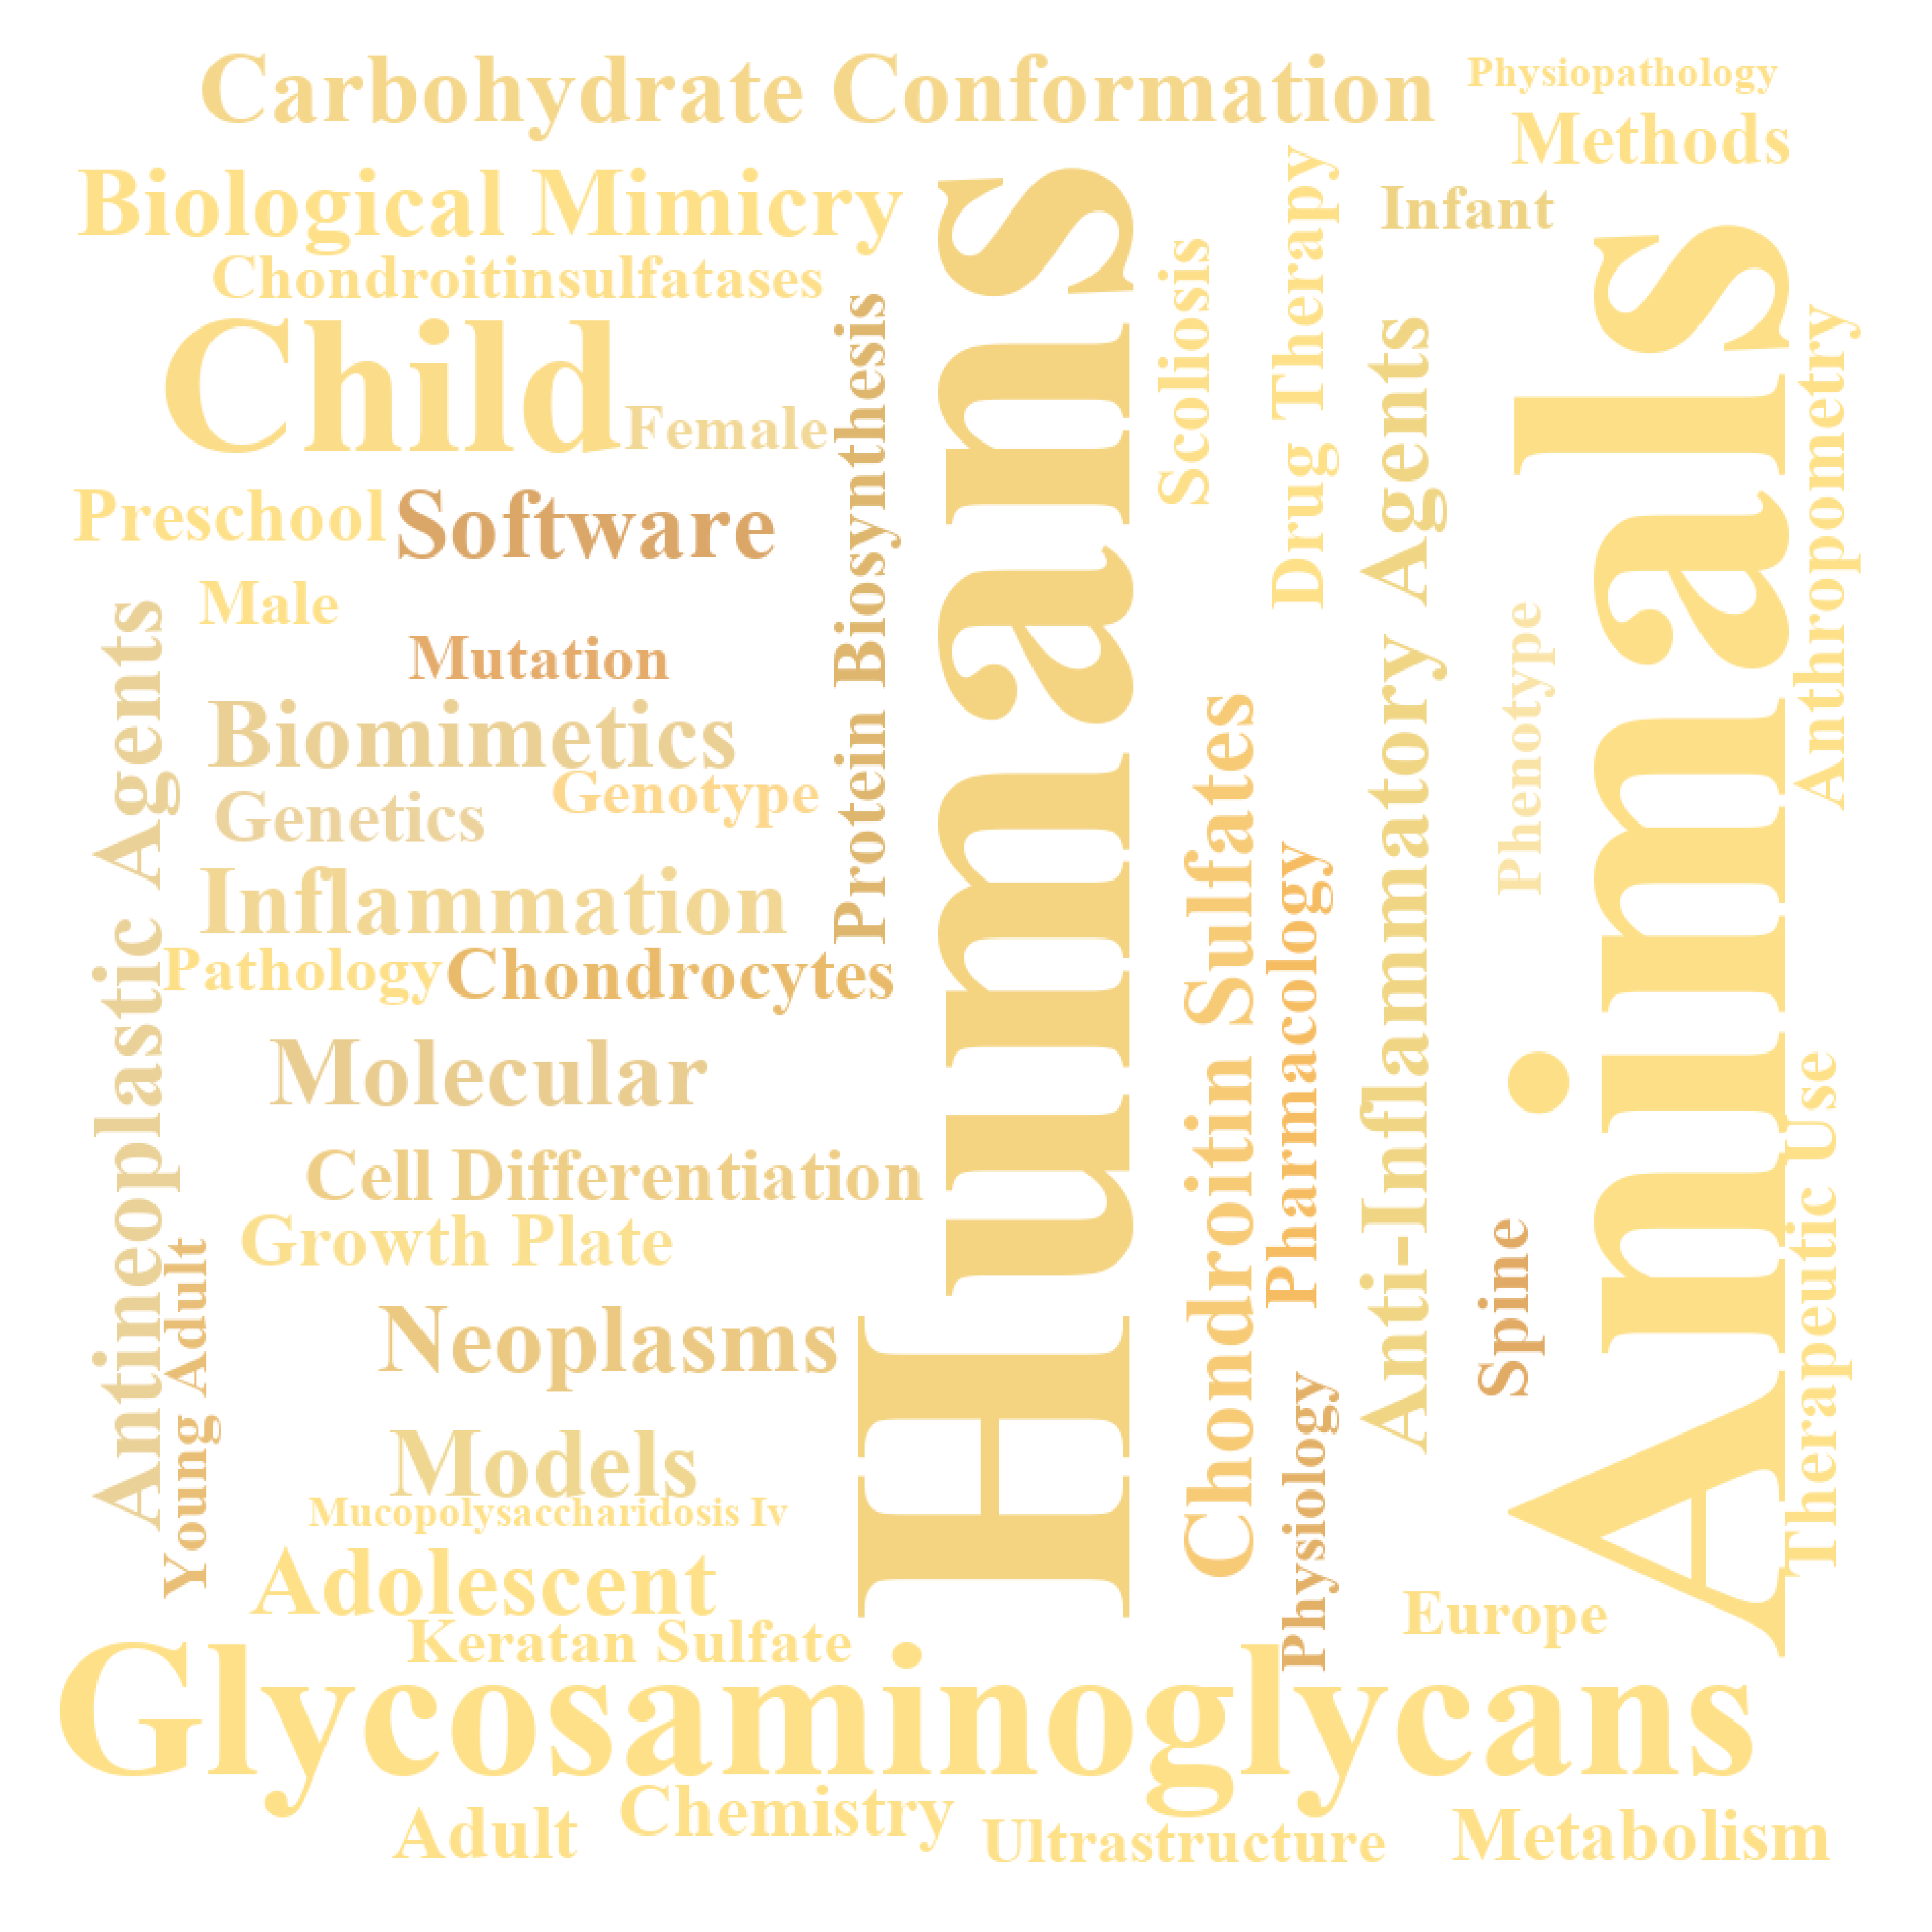 Carbohydrate Conformation
Physiopathology
Methods
Biological Mimicry
Infant
Chondroitinsulfatases
Child
Female
Preschool
Software
Male
Mutation
Biomimetics
Genotype
Genetics
Inflammation
Pathology
Chondrocytes
Molecular
Cell Differentiation
Growth Plate
Neoplasms
Models
Mucopolysaccharidosis Iv
Adolescent
Keratan Sulfate
Antineoplastic Agents
Young Adult
Protein Biosynthesis
Humans
Scoliosis
Drug Therapy
Chondroitin Sulfates
Pharmacology
Physiology
Anti-Inflammatory Agents
Phenotype
Spine
Animals
Anthropometry
Therapeutic Use
Europe
Glycosaminoglycans
Adult
Chemistry
Ultrastructure
Metabolism